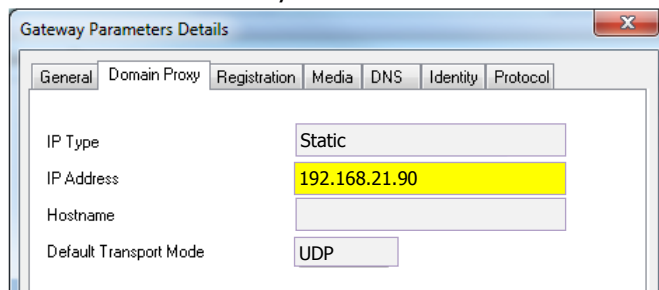 Gateway Parameters Details
General Domain Proxy Registration Media DNS Identity Protocol
IP Type Static
IP Address 192.168.21.90
Hostname
Default Transport Mode UDP